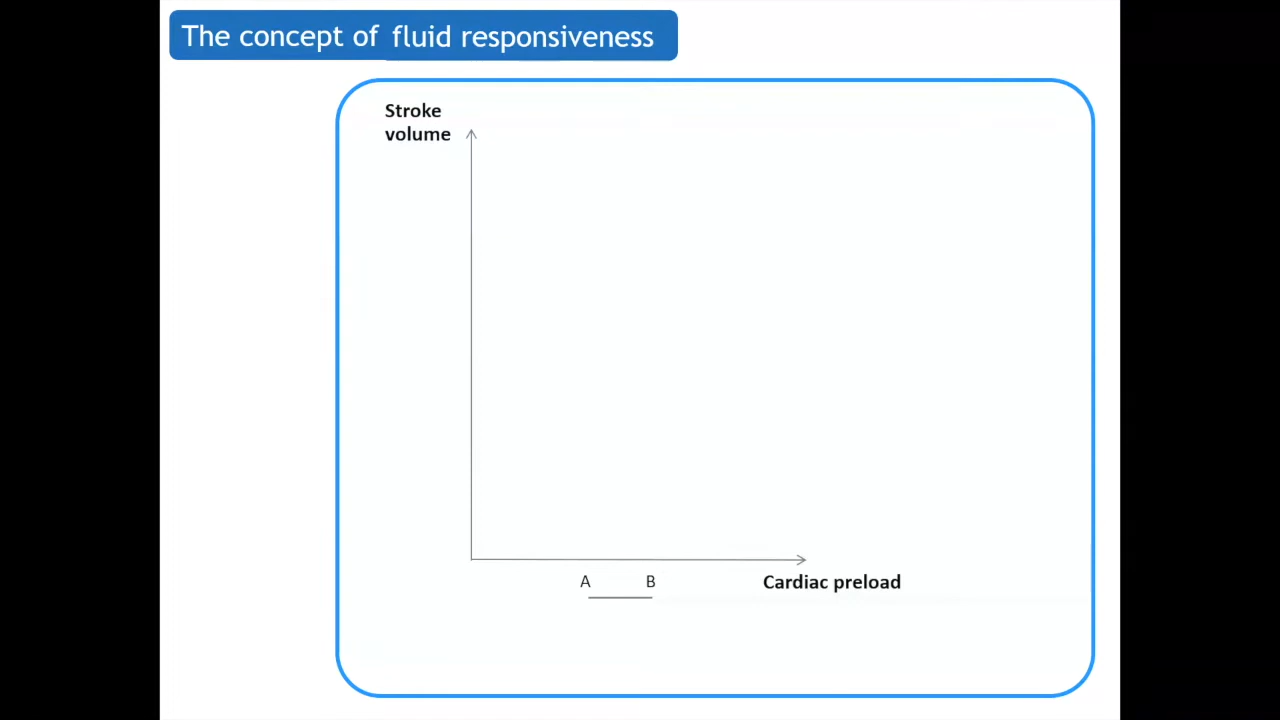 The concept of fluid responsiveness
Stroke
volume
A B
Cardiac preload